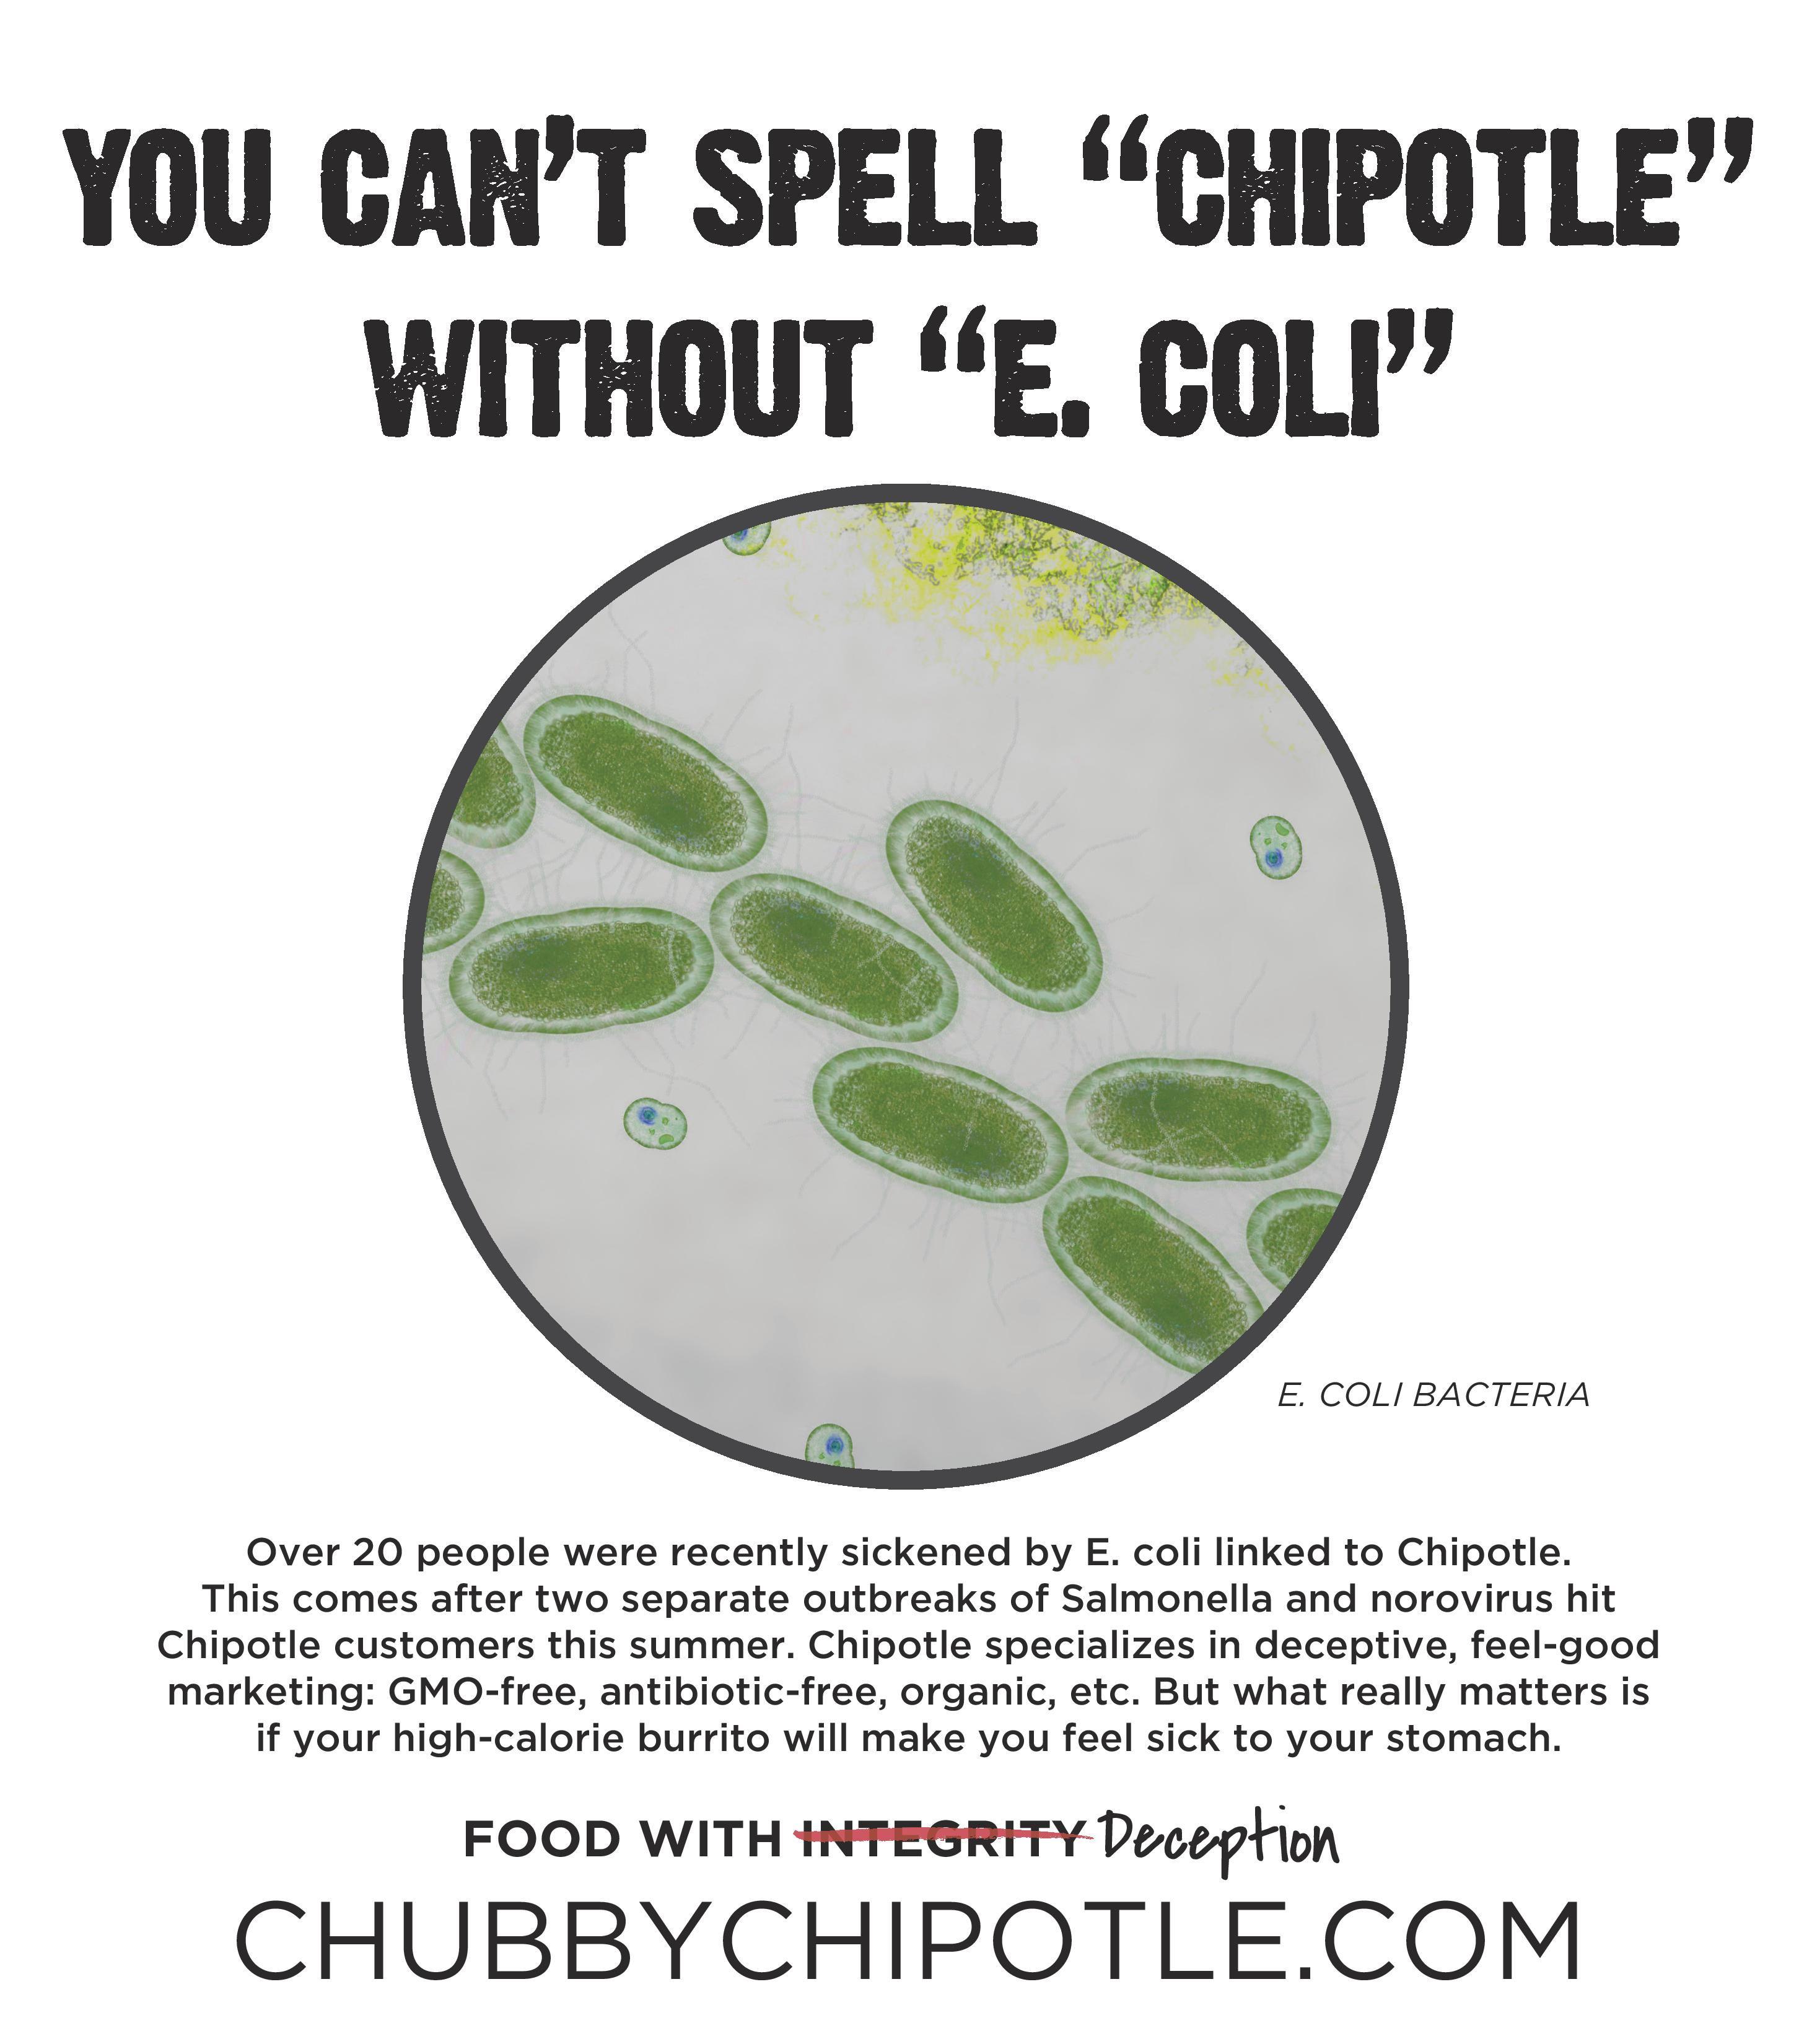 YOU CAN’T SPELL “CHIPOTLE”
WITHOUT “E. COLI”
E. COLI BACTERIA
Over 20 people were recently sickened by E. coli linked to Chipotle.
This comes after two separate outbreaks of Salmonella and norovirus hit
Chipotle customers this summer. Chipotle specializes in deceptive, feel-good
marketing: GMO-free, antibiotic-free, organic, etc. But what really matters is
if your high-calorie burrito will make you feel sick to your stomach.
FOOD WITH INTEGRITY Deception
CHUBBYCHIPOTLE.COM